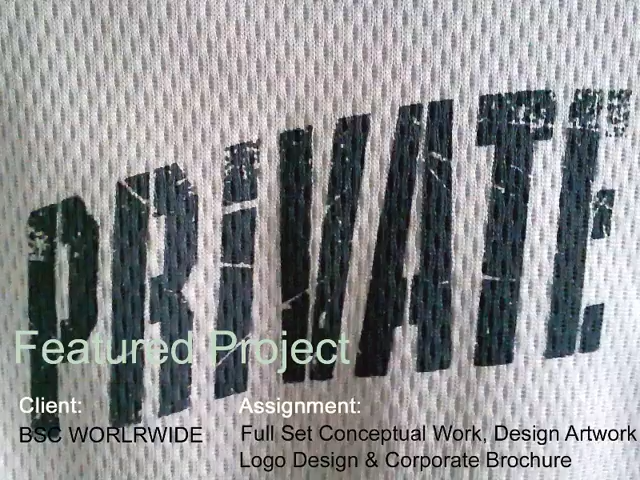 PRiVATE
Featured Project
Client:
Assignment:
BSC WORLRWIDE
Full Set Conceptual Work, Design Artwork
Logo Design & Corporate Brochure